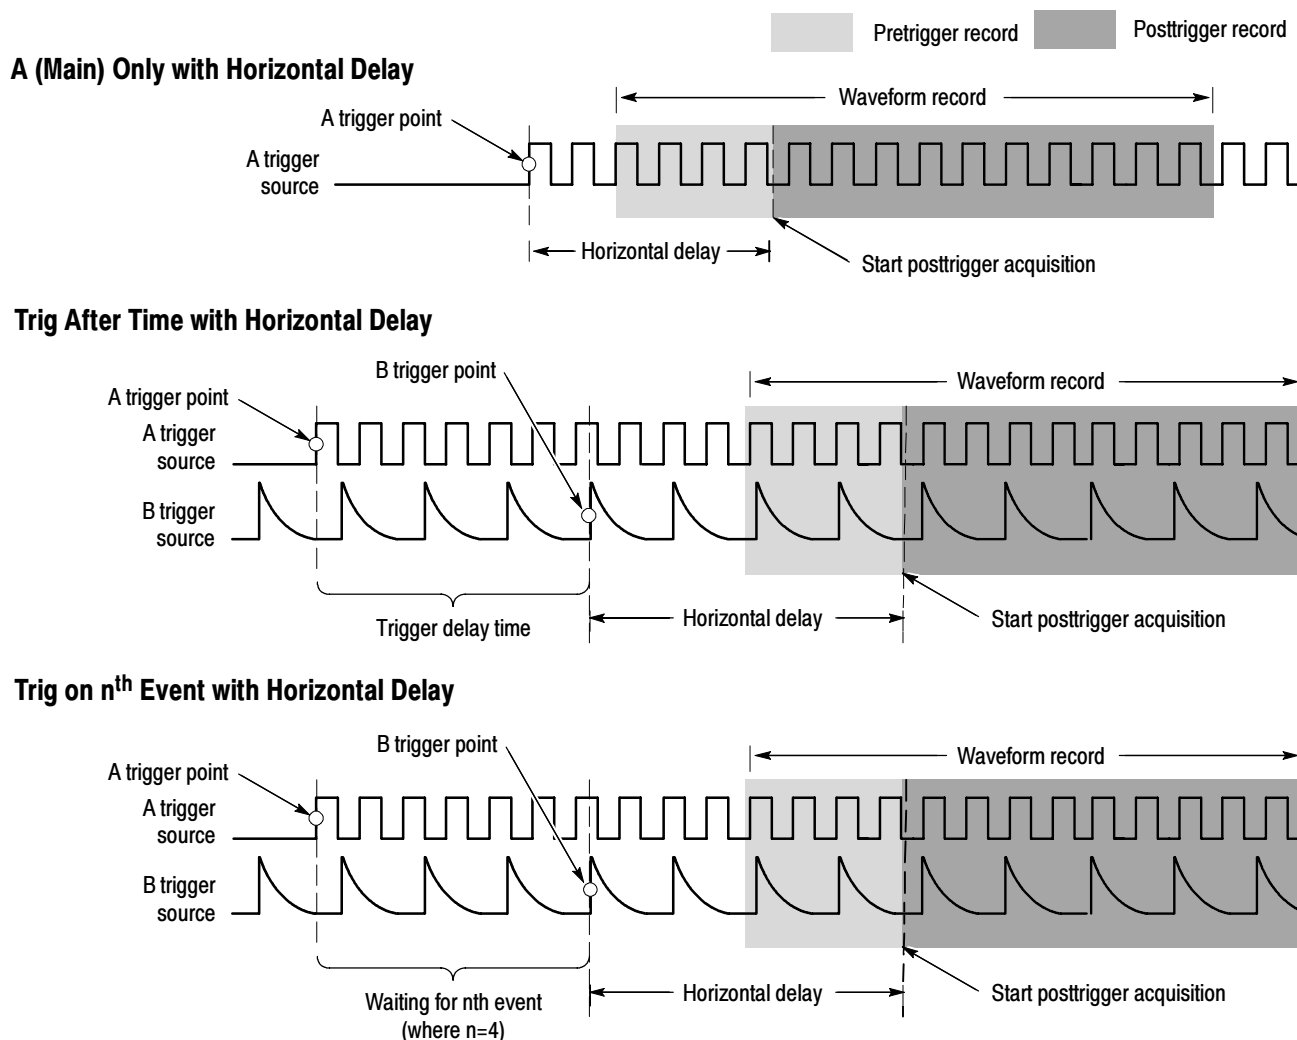 Pretrigger record
Posttrigger record
A (Main) Only with Horizontal Delay
Waveform record
A trigger point
A trigger
source
Horizontal delay
Start posttrigger acquisition
Trig After Time with Horizontal Delay
B trigger point
Waveform record
A trigger point
A trigger
source
B trigger
source
Trigger delay time
Horizontal delay
Start posttrigger acquisition
Trig on nth Event with Horizontal Delay
B trigger point
Waveform record
A trigger point
A trigger
source
B trigger
source
Waiting for nth event
(where n=4)
Horizontal delay
Start posttrigger acquisition